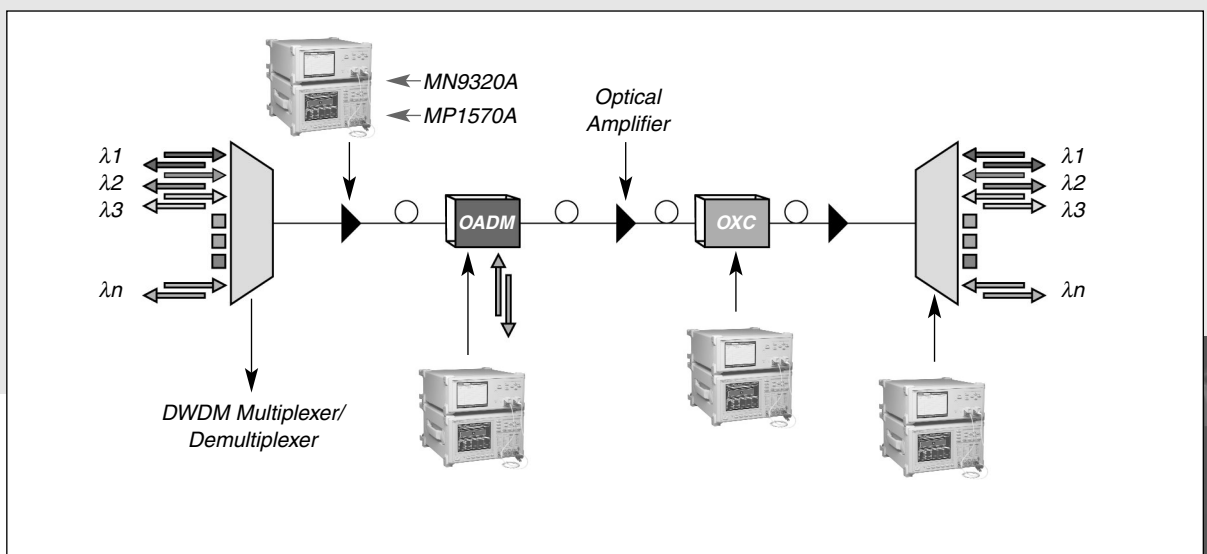 MN9320A
MP1570A
Optical
Amplifier
λ1
λ2
λ3
λn
OADM
OXC
λ1
λ2
λ3
λn
DWDM Multiplexer/
Demultiplexer